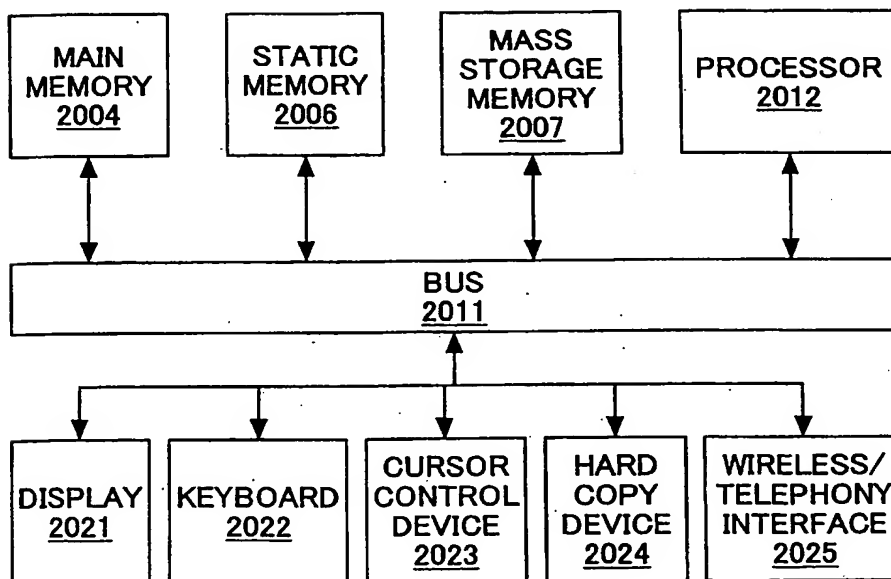 MAIN
MEMORY
2004
STATIC
MEMORY
2006
MASS
STORAGE
MEMORY
2007
PROCESSOR
2012
BUS
2011
DISPLAY
2021
KEYBOARD
2022
CURSOR
CONTROL
DEVICE
2023
HARD
COPY
DEVICE
2024
WIRELESS/
TELEPHONY
INTERFACE
2025